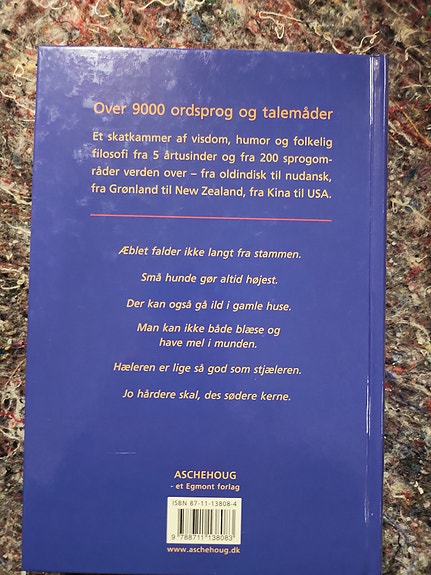 Over 9000 ordsprog og talemåder
Et skatkammer af visdom, humor og folkelig
filosofi fra 5 årtusinder og fra 200 sprogom-
råder verden over – fra oldindisk til nudansk,
fra Grønland til New Zealand, fra Kina til USA.
Æblet falder ikke langt fra stammen.
Små hunde gør altid højest.
Der kan også gå ild i gamle huse.
Man kan ikke både blæse og
have mel i munden.
Hæleren er lige så god som stjæleren.
Jo hårdere skal, des sødere kerne.
ASCHEHOUG
- et Egmont forlag
ISBN 87-11-13808-4
9 788711 138083
www.aschehoug.dk